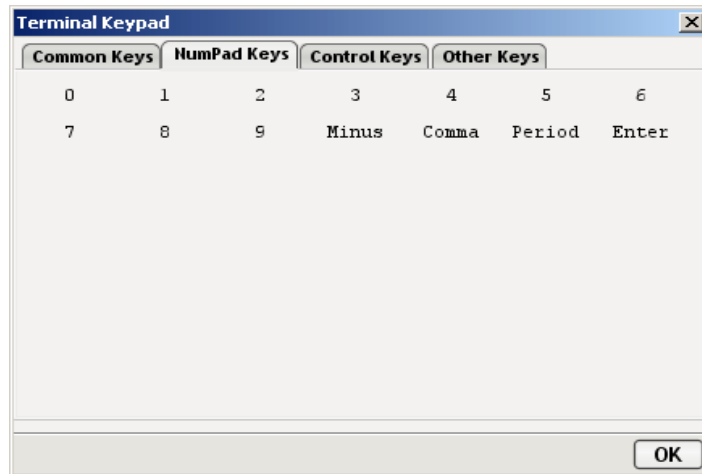 Terminal Keypad
Common Keys NumPad Keys Control Keys Other Keys
0 1 2 3 4 5 6
7 8 9 Minus Comma Period Enter
OK